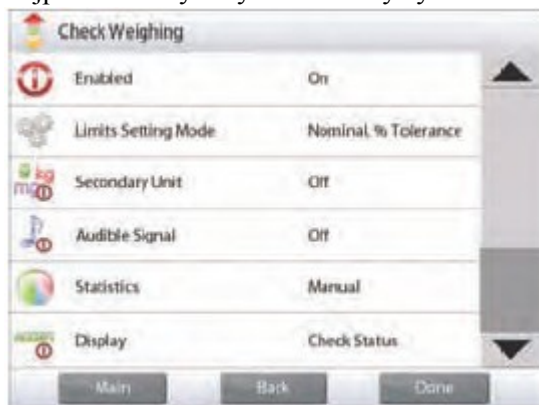 Check Weighing
Enabled On
Limits Setting Mode Nominal, % Tolerance
Secondary Unit Off
Audible Signal Off
Statistics Manual
Display Check Status
Main Back Done